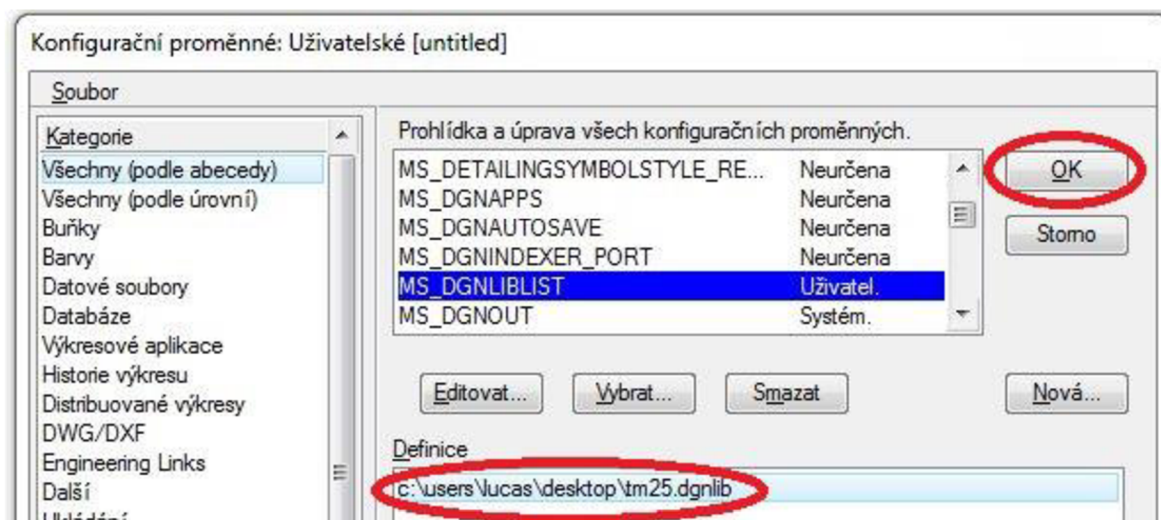 Konfigurační proměnné: Uživatelské [untitled]
Soubor
Kategorie
Všechny (podle abecedy)
Všechny (podle úrovní)
Buňky
Barvy
Datové soubory
Databáze
Výkresové aplikace
Historie výkresu
Distribuované výkresy
DWG/DXF
Engineering Links
Další
Prohlídka a úprava všech konfiguračních proměnných.
MS_DETAILINGSYMBOLSTYLE_RE... Neurčena
MS_DGNAPPS Neurčena
MS_DGNAUTOSAVE Neurčena
MS_DGNINDEXER_PORT Neurčena
MS_DGNLIBLIST Uživatel.
MS_DGNOUT Systém.
OK
Storno
Editovat... Vybrat... Smazat Nová...
Definice
c:\users\lucas\desktop\tm25.dgnlib